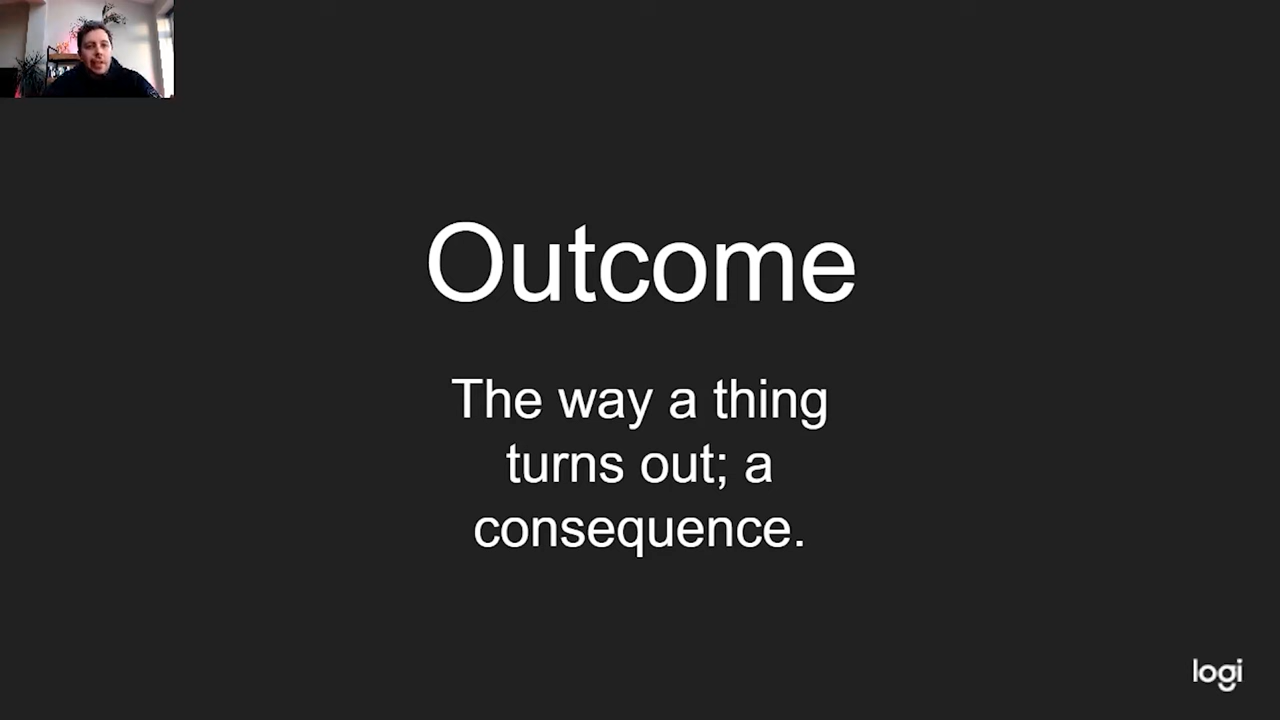 Outcome
The way a thing
turns out; a
consequence.
logi